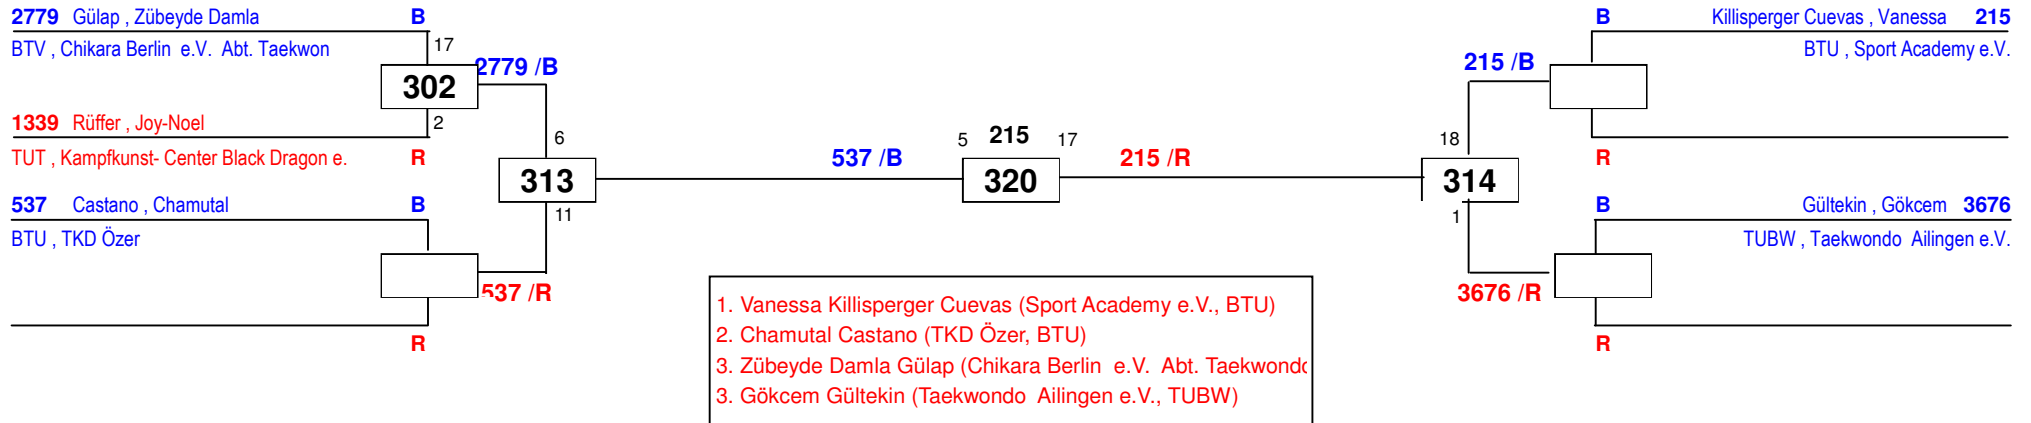 2779 Gülap , Zübeyde Damla B
BTV , Chikara Berlin e.V. Abt. Taekwon
17
302
2779 /B
1339 Rüffer , Joy-Noel
2
TUT , Kampfkunst- Center Black Dragon e. R
6
313
11
537 Castano , Chamutal B
BTU , TKD Özer
537 /R
R
537 /B
5 215 17
320
215 /R
B Killisperger Cuevas , Vanessa 215
BTU , Sport Academy e.V.
215 /B
R
18
314
1
B Gültekin , Gökcem 3676
TUBW , Taekwondo Ailingen e.V.
3676 /R
R
1. Vanessa Killisperger Cuevas (Sport Academy e.V., BTU)
2. Chamutal Castano (TKD Özer, BTU)
3. Zübeyde Damla Gülap (Chikara Berlin e.V. Abt. Taekwondo
3. Gökcem Gültekin (Taekwondo Ailingen e.V., TUBW)